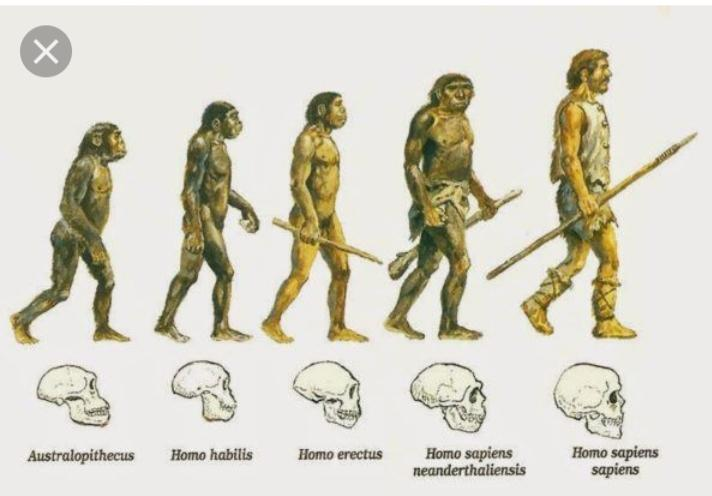 Australopithecus
Homo habilis
Homo erectus
Homo sapiens
neanderthaliensis
Homo sapiens
sapiens